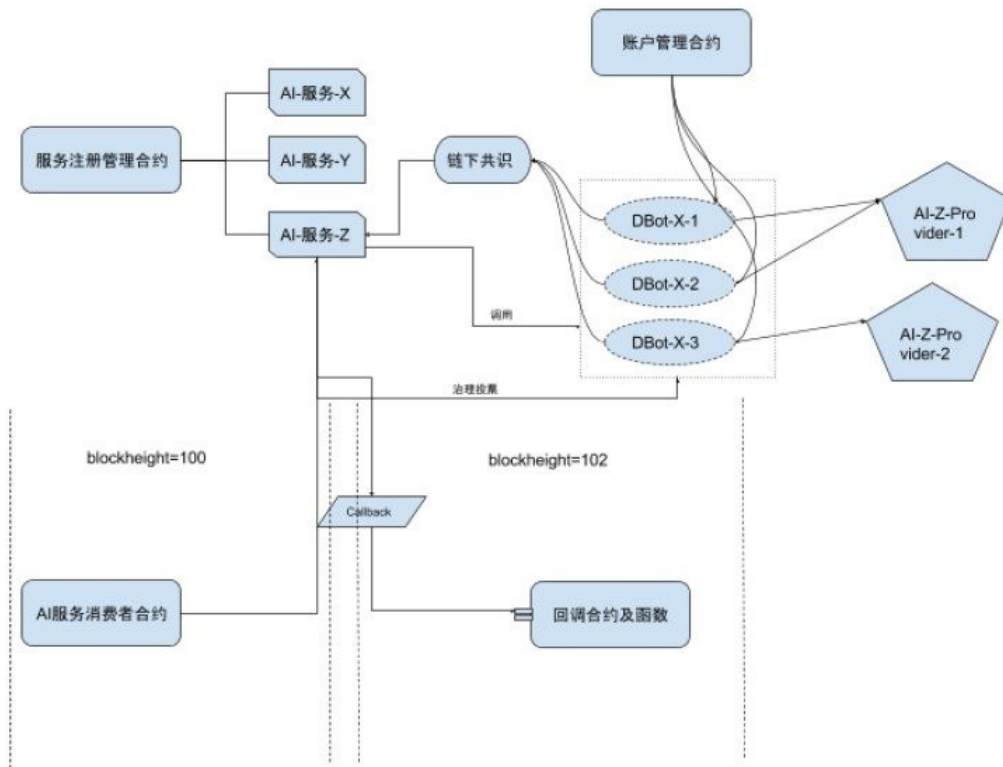 账户管理合约
AI-服务-X
服务注册管理合约
AI-服务-Y
链下共识
AI-服务-Z
DBot-X-1
AI-Z-Pro
vider-1
DBot-X-2
调用
DBot-X-3
AI-Z-Pro
vider-2
治理投票
blockheight=100
blockheight=102
Callback
AI服务消费者合约
回调合约及函数